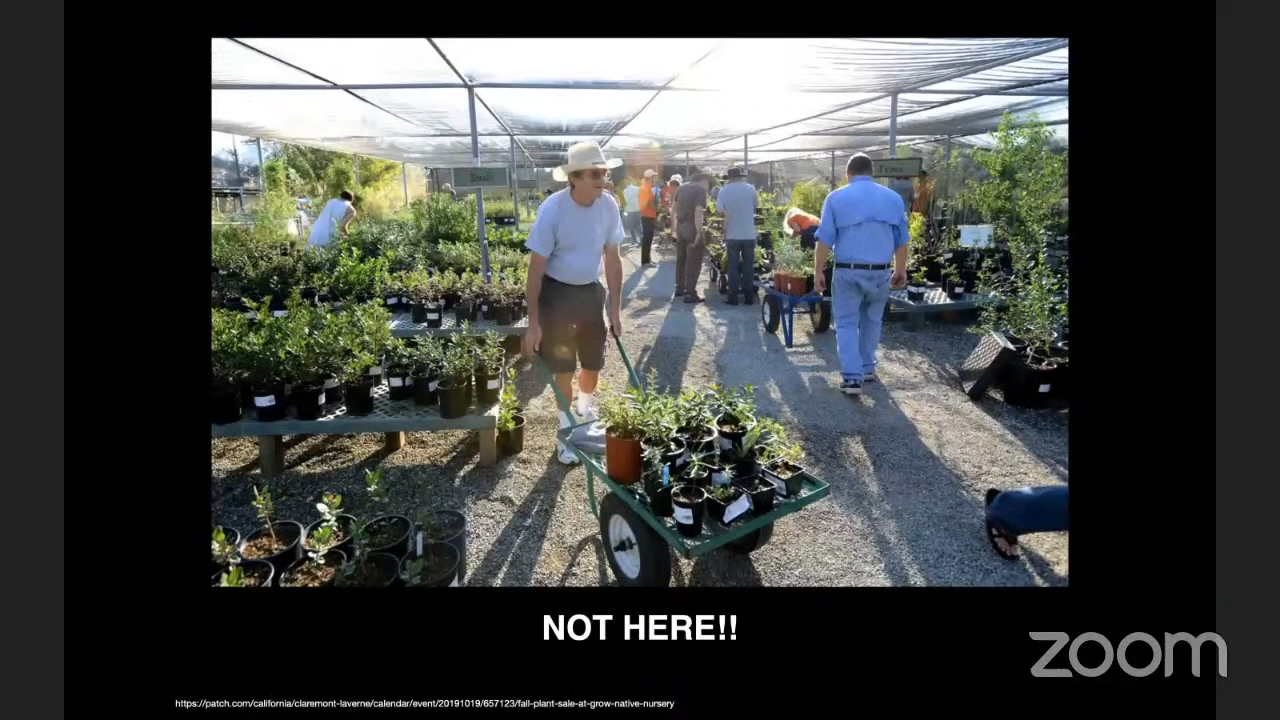 NOT HERE!!
zoom
https://patch.com/california/claremont-laverne/calendar/event/20191019/657123/fall-plant-sale-at-grow-native-nursery